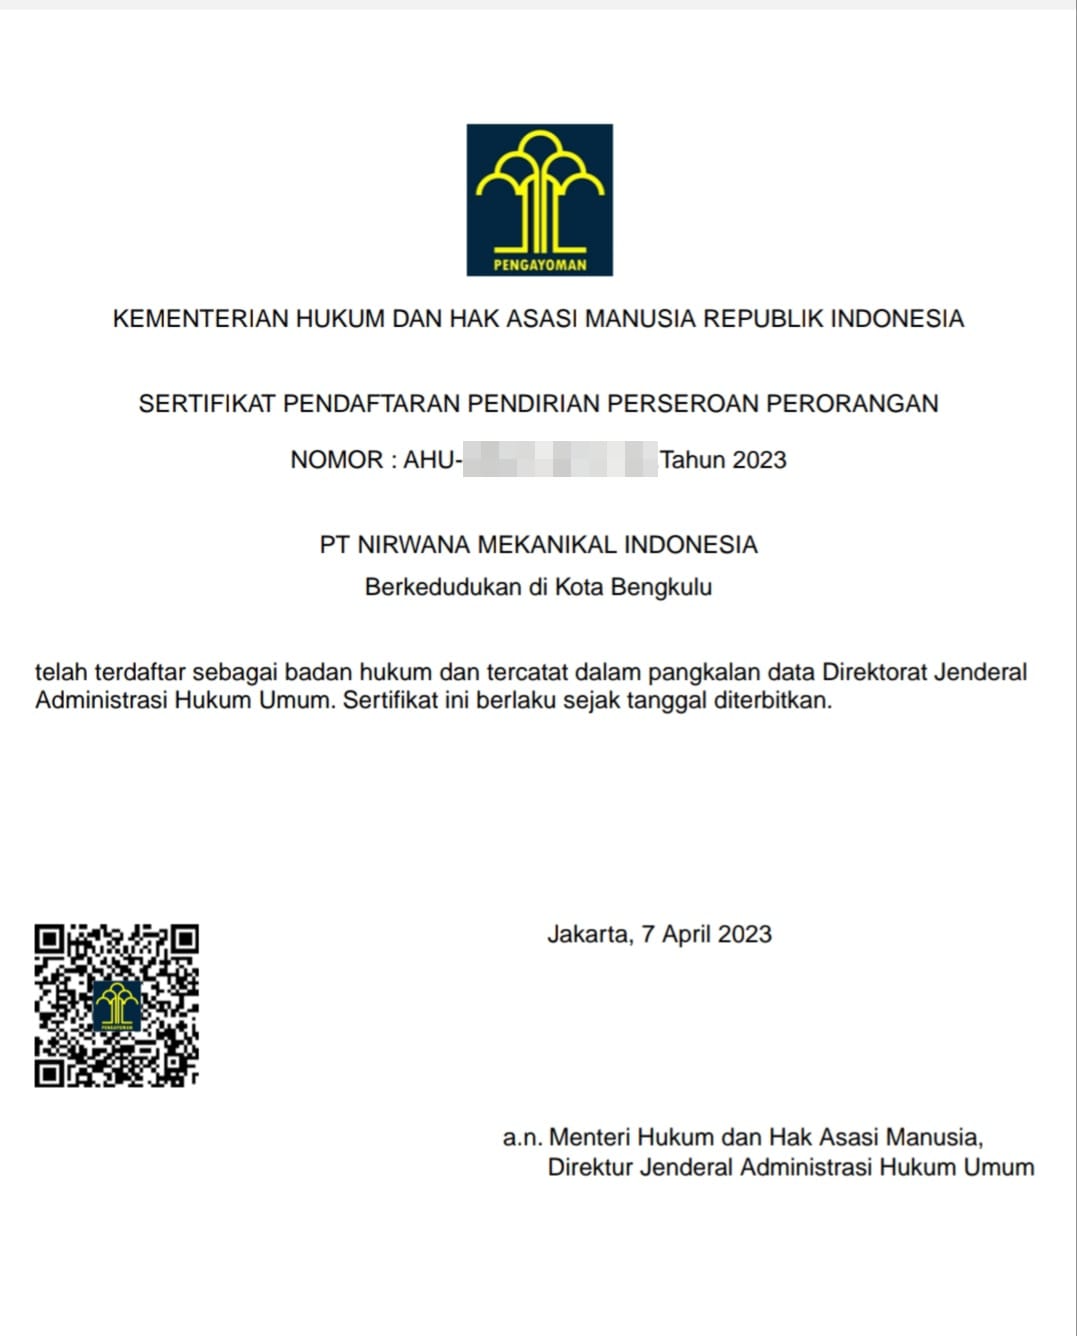 PENGAYOMAN
KEMENTERIAN HUKUM DAN HAK ASASI MANUSIA REPUBLIK INDONESIA
SERTIFIKAT PENDAFTARAN PENDIRIAN PERSEROAN PERORANGAN
NOMOR : AHU- Tahun 2023
PT NIRWANA MEKANIKAL INDONESIA
Berkedudukan di Kota Bengkulu
telah terdaftar sebagai badan hukum dan tercatat dalam pangkalan data Direktorat Jenderal
Administrasi Hukum Umum. Sertifikat ini berlaku sejak tanggal diterbitkan.
Jakarta, 7 April 2023
PENGAYOMAN
a.n. Menteri Hukum dan Hak Asasi Manusia,
Direktur Jenderal Administrasi Hukum Umum